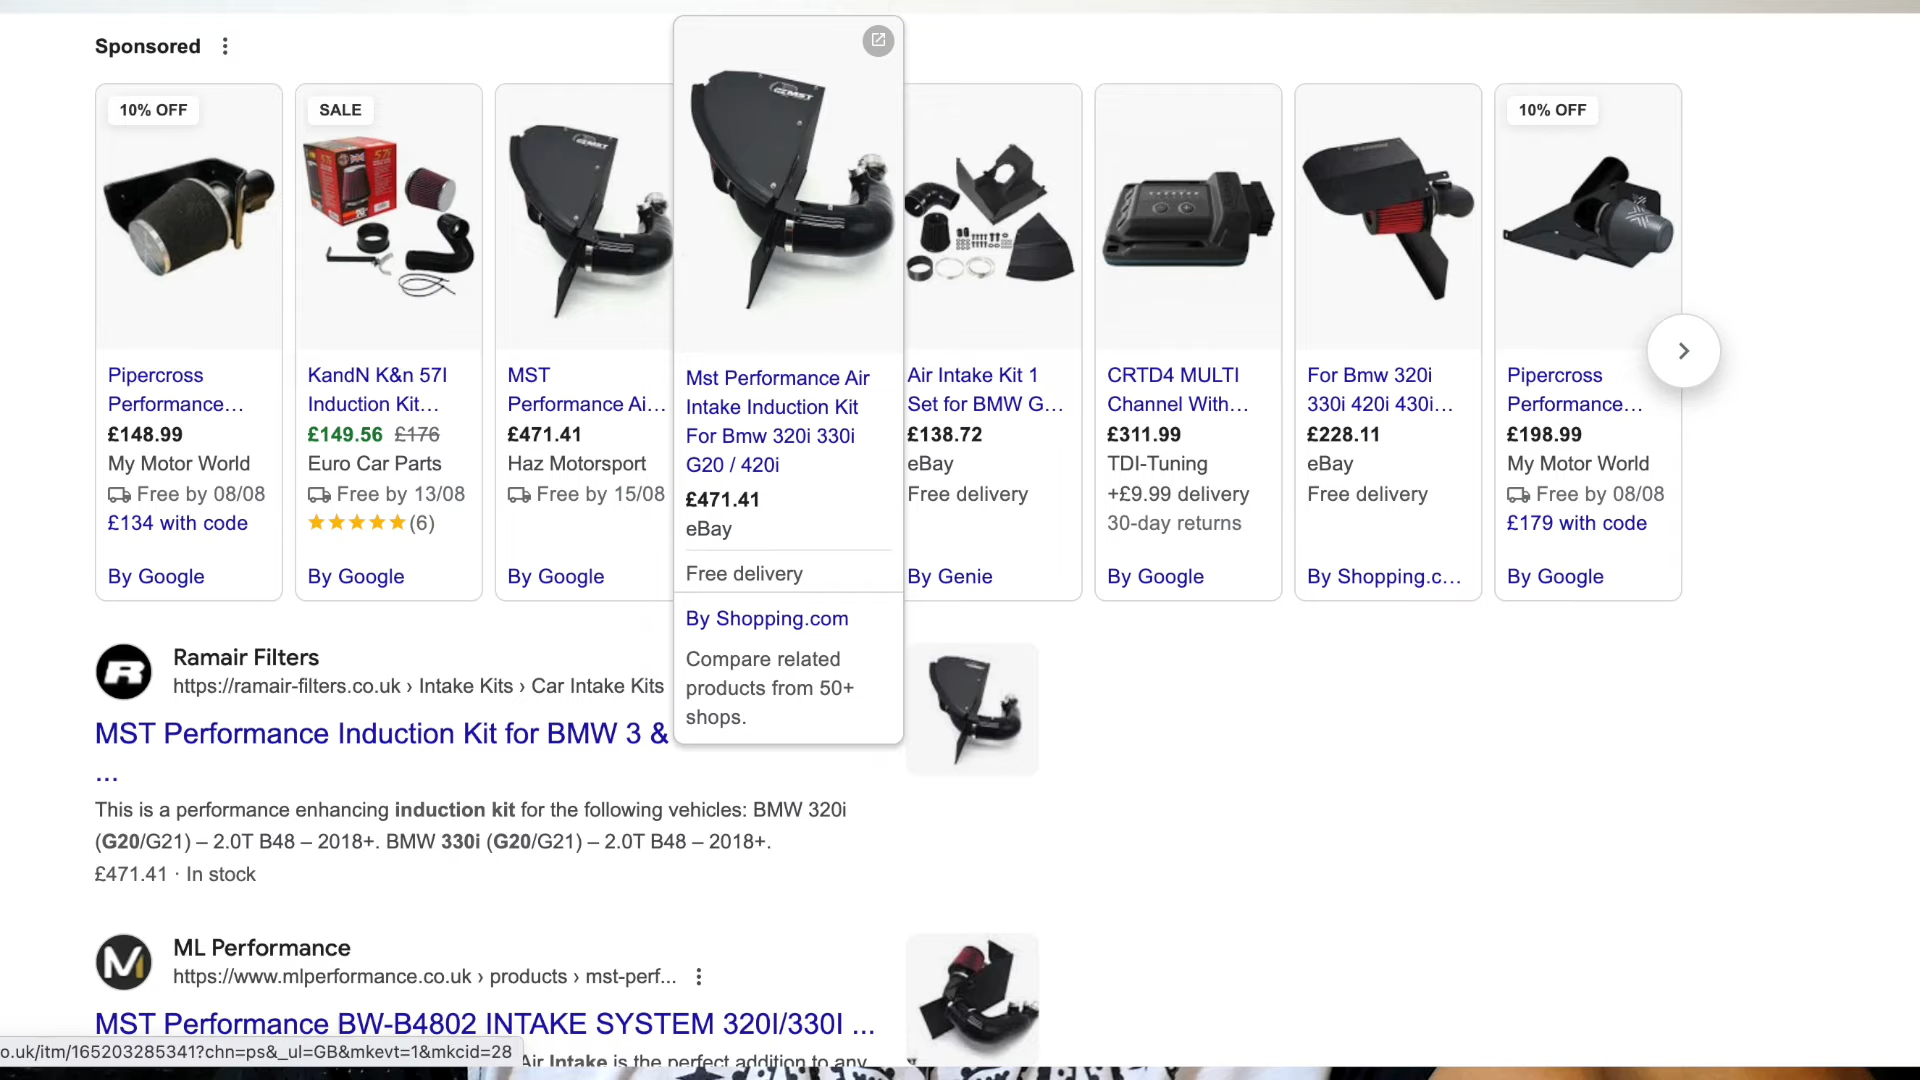 Sponsored
10% OFF
Pipercross
Performance...
£148.99
My Motor World
Free by 08/08
£134 with code
By Google
SALE
KandN K&n 57I
Induction Kit...
£149.56 £176
Euro Car Parts
Free by 13/08
(6)
By Google
MST
MST
Performance Ai...
£471.41
Haz Motorsport
Free by 15/08
By Google
MST
Mst Performance Air
Intake Induction Kit
For Bmw 320i 330i
G20 / 420i
£471.41
eBay
Free delivery
By Shopping.com
Compare related
products from 50+
shops.
Air Intake Kit 1
Set for BMW G...
£138.72
eBay
Free delivery
By Genie
CRTD4 MULTI
Channel With...
£311.99
TDI-Tuning
+£9.99 delivery
30-day returns
By Google
For Bmw 320i
330i 420i 430i...
£228.11
eBay
Free delivery
By Shopping.c...
10% OFF
Pipercross
Performance...
£198.99
My Motor World
Free by 08/08
£179 with code
By Google
Ramair Filters
https://ramair-filters.co.uk › Intake Kits › Car Intake Kits
MST Performance Induction Kit for BMW 3 &
...
This is a performance enhancing induction kit for the following vehicles: BMW 320i
(G20/G21) – 2.0T B48 – 2018+. BMW 330i (G20/G21) – 2.0T B48 – 2018+.
£471.41 · In stock
ML Performance
https://www.mlperformance.co.uk › products › mst-perf...
MST Performance BW-B4802 INTAKE SYSTEM 320I/330I ...
Air Intake is the perfect addition to any
o.uk/itm/165203285341?chn=ps&_ul=GB&mkevt=1&mkcid=28